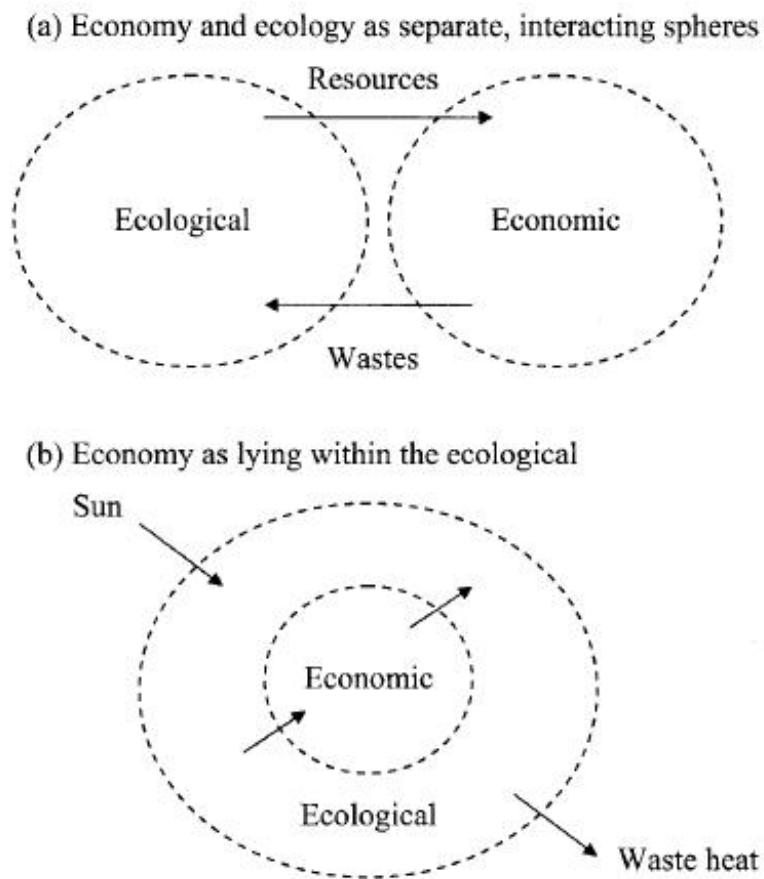 (a) Economy and ecology as separate, interacting spheres
Resources
Ecological
Economic
Wastes
(b) Economy as lying within the ecological
Sun
Economic
Ecological
Waste heat